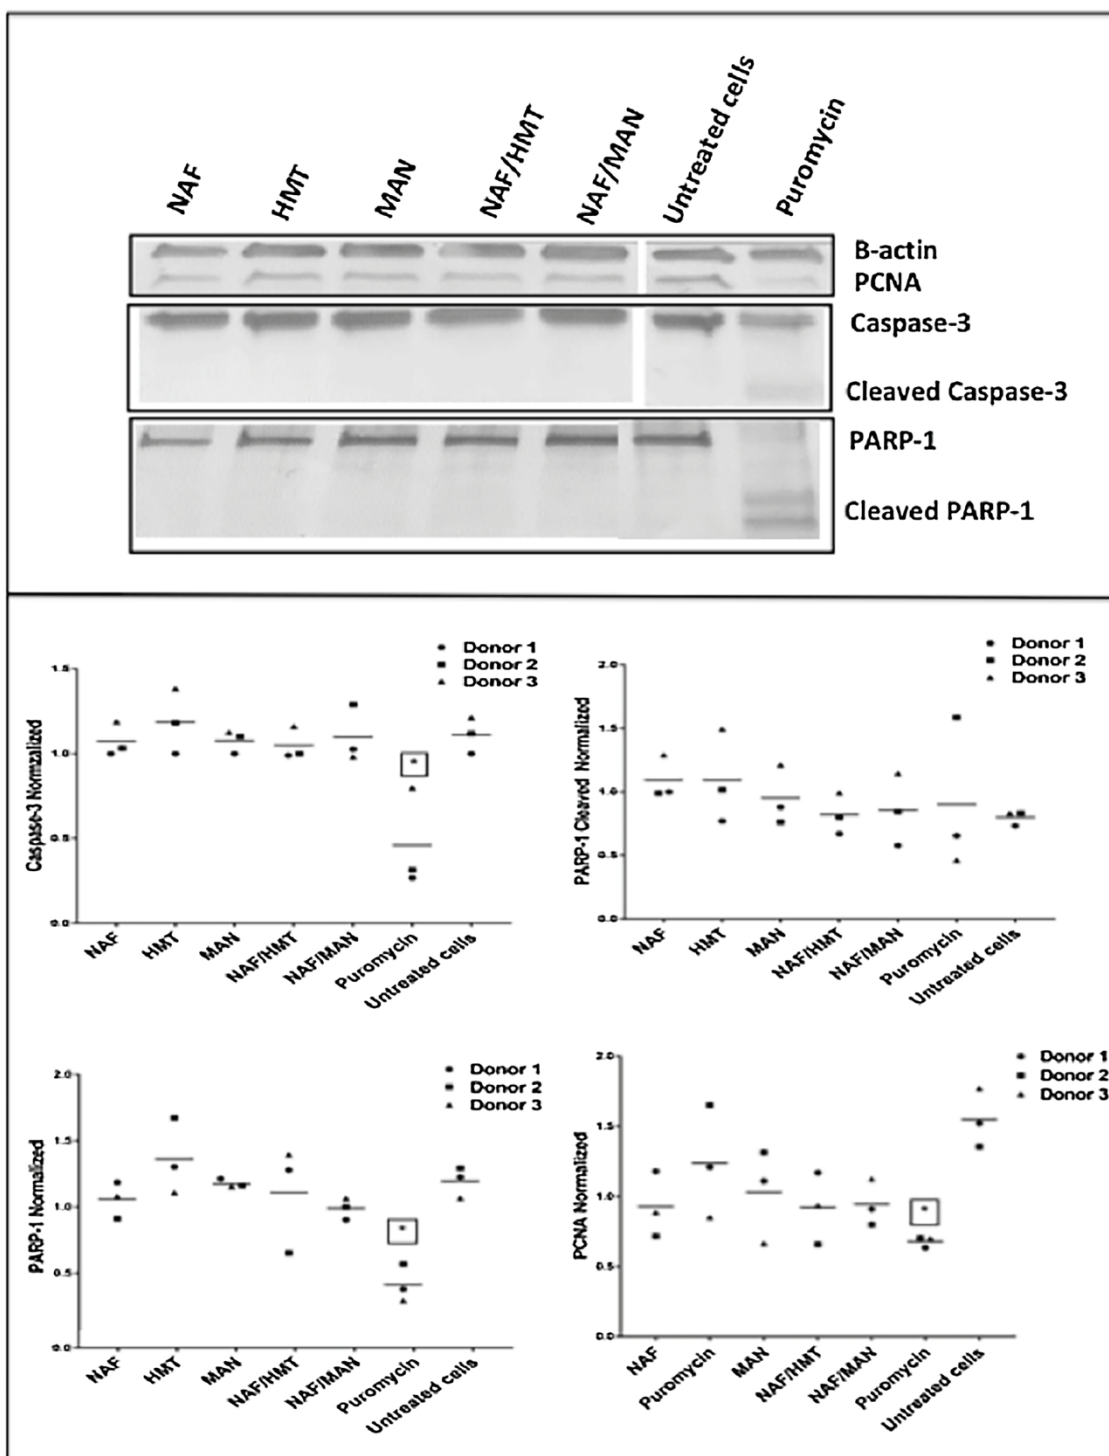 NAF
HMT
MAN
NAF/HMT
NAF/MAN
Untreated cells
Puromycin
B-actin
PCNA
Caspase-3
Cleaved Caspase-3
PARP-1
Cleaved PARP-1
Donor 1
Donor 2
Donor 3
Caspase-3 Normzalized
1.5
1.0
0.5
0.0
NAF
HMT
MAN
NAF/HMT
NAF/MAN
Puromycin
Untreated cells
Donor 1
Donor 2
Donor 3
PARP-1 Cleaved Normalized
2.0
1.5
1.0
0.5
0.0
NAF
HMT
MAN
NAF/HMT
NAF/MAN
Puromycin
Untreated cells
Donor 1
Donor 2
Donor 3
PARP-1 Normalized
2.0
1.5
1.0
0.5
0.0
NAF
HMT
MAN
NAF/HMT
NAF/MAN
Puromycin
Untreated cells
Donor 1
Donor 2
Donor 3
PCNA Normalized
2.0
1.5
1.0
0.5
0.0
NAF
Puromycin
MAN
NAF/HMT
NAF/MAN
Puromycin
Untreated cells